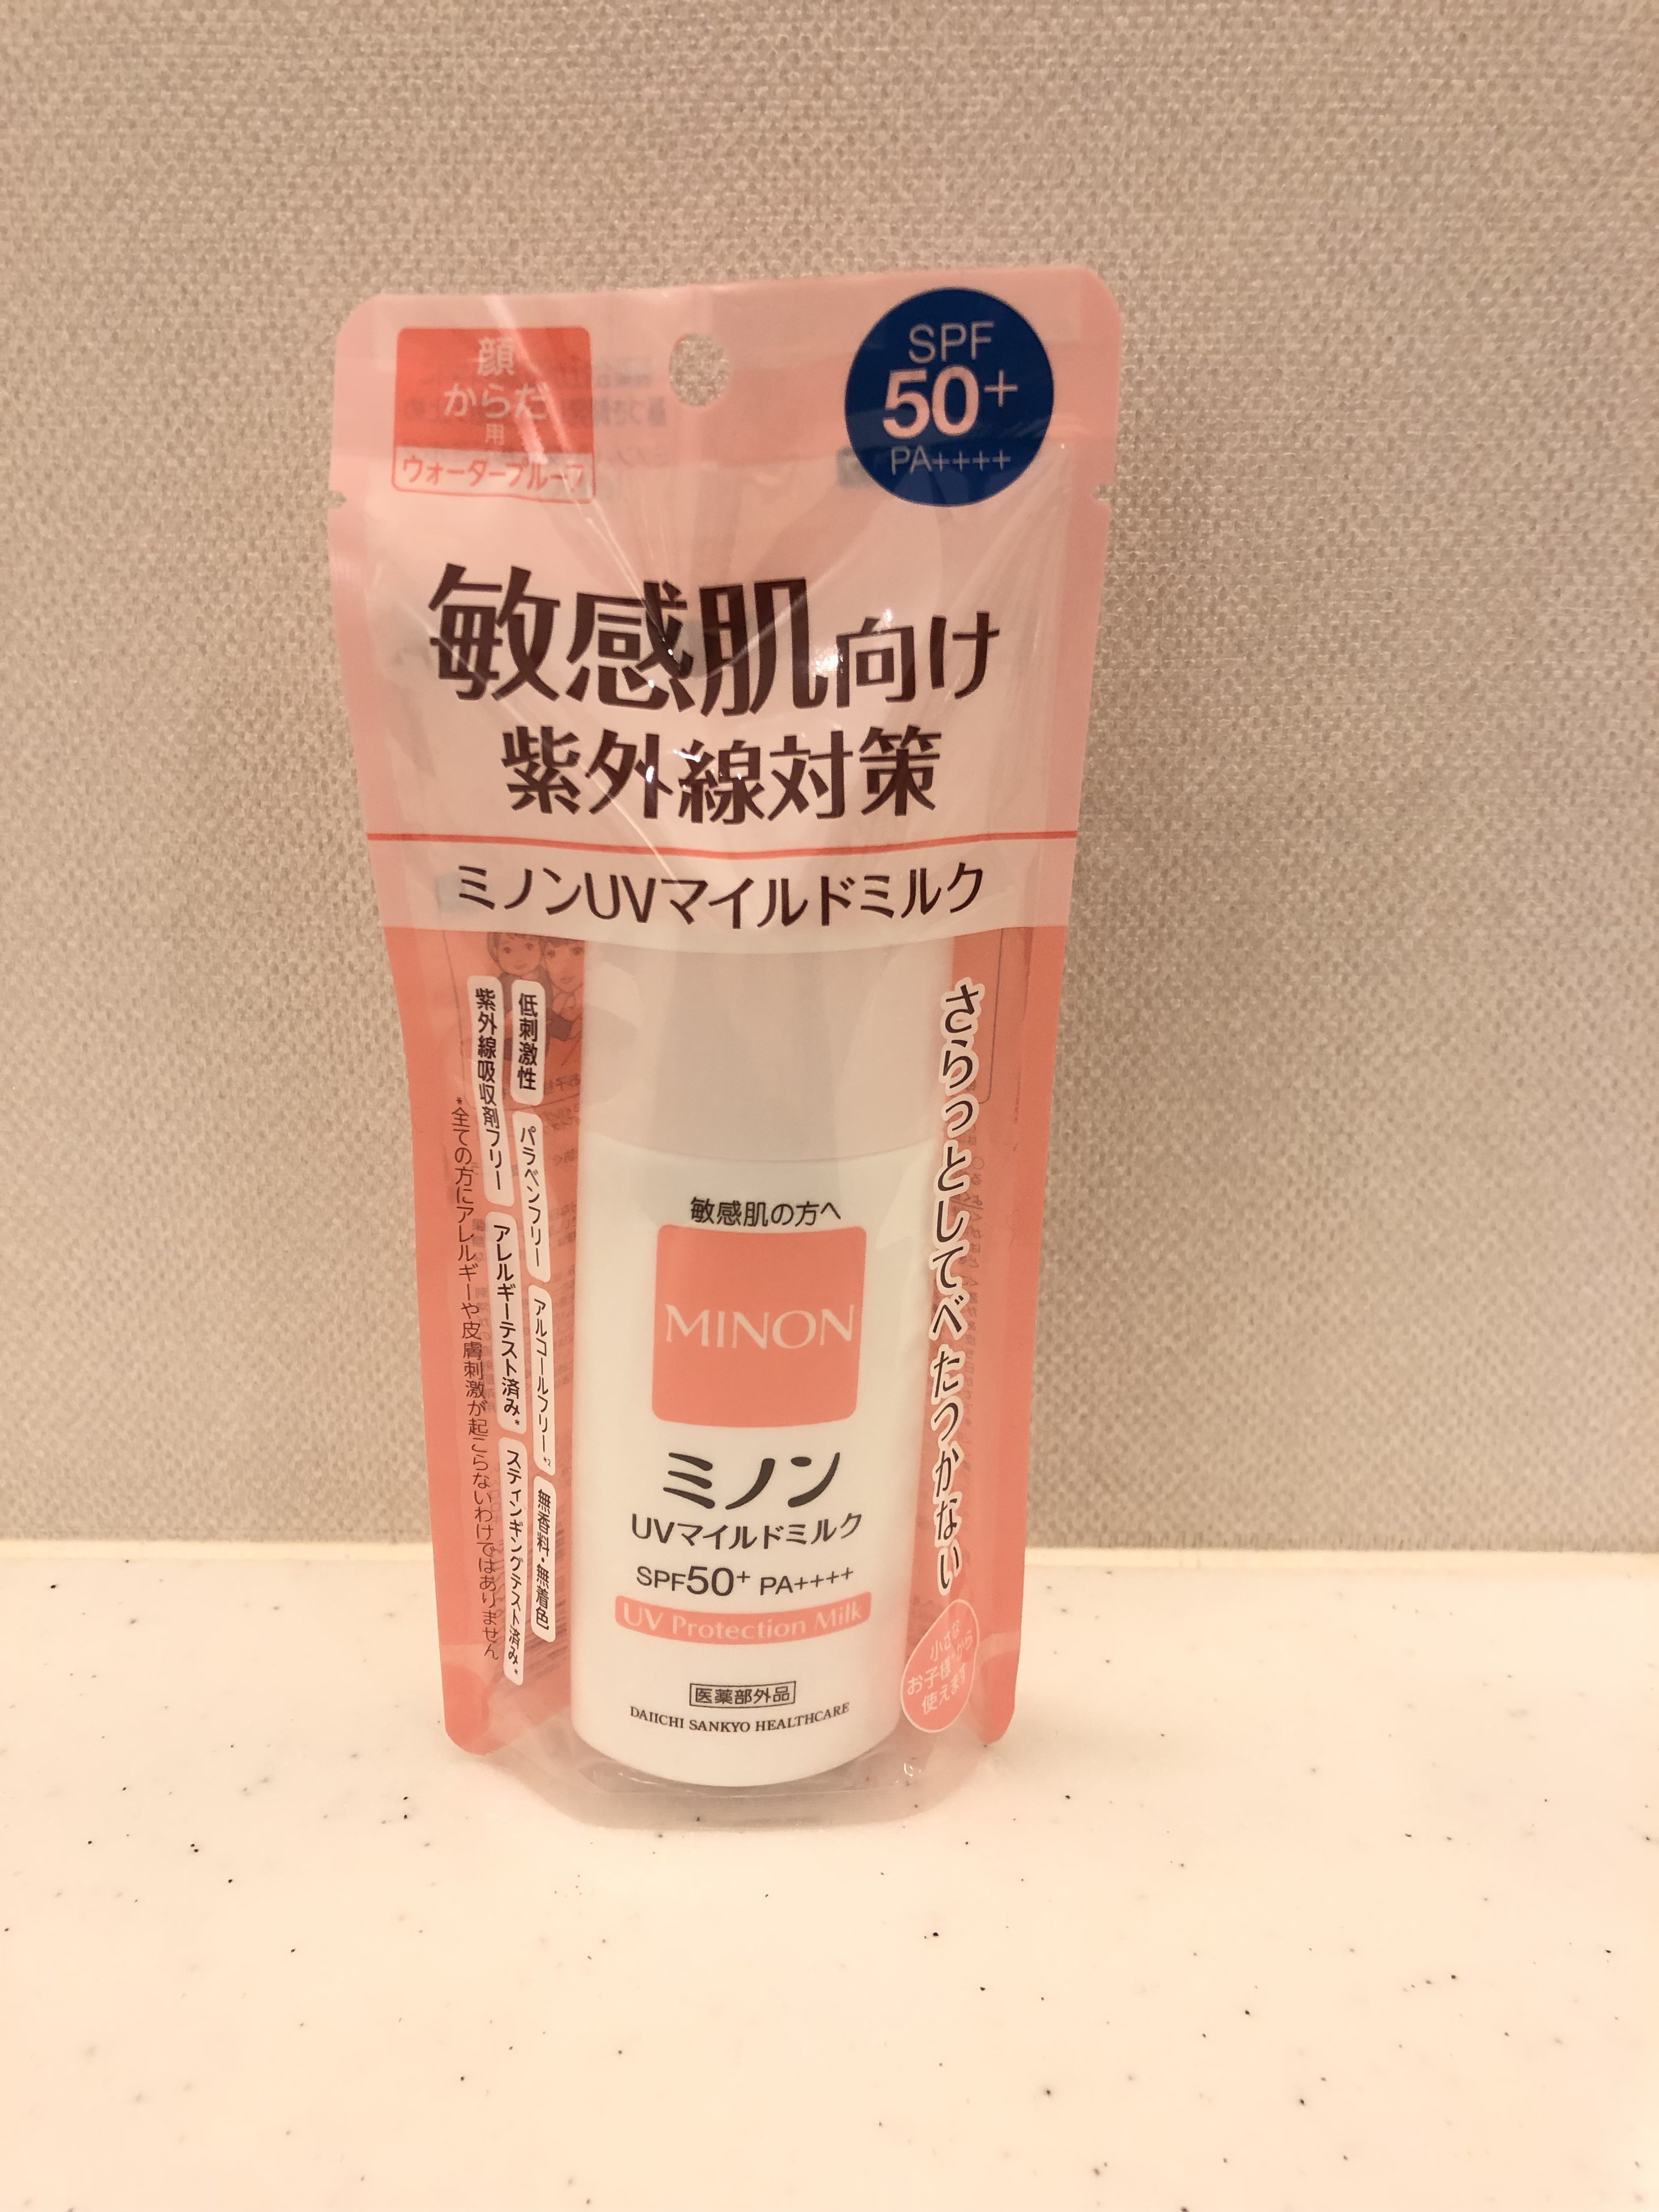 顔
からだ
用
ウォータープルーフ
SPF
50+
PA++++
敏感肌向け
紫外線対策
ミノンUVマイルドミルク
低刺激性 パラベンフリー アルコールフリー*2 無香料・無着色
紫外線吸収剤フリー アレルギーテスト済み* スティンギングテスト済み*
*全ての方にアレルギーや皮膚刺激が起こらないわけではありません
さらっとしてべたつかない
小さな
お子様から
使えます
敏感肌の方へ
MINON
ミノン
UVマイルドミルク
SPF50+ PA++++
UV Protection Milk
医薬部外品
DAIICHI SANKYO HEALTHCARE